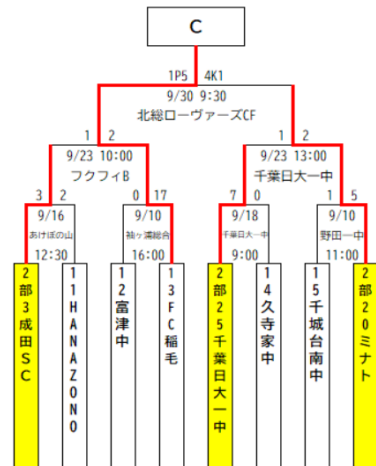 C
1P5 4K1
9/30 9:30
北総ローヴァーズCF
1 2
9/23 10:00
フクフィB
1 2
9/23 13:00
千葉日大一中
3 2
9/16
あけぼの山
12:30
0 17
9/10
袖ヶ浦総合
16:00
7 0
9/18
千葉日大一中
9:00
1 5
9/10
野田一中
11:00
2部3成田SC
11HANAZONO
12富津中
13FC稲毛
2部25千葉日大一中
14久寺家中
15千城台南中
2部20ミナト